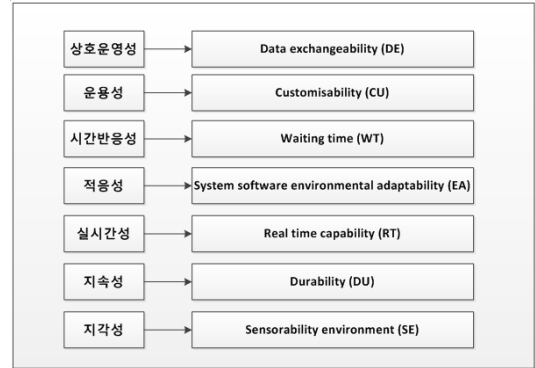 상호운영성 Data exchangeability (DE)
운용성 Customisability (CU)
시간반응성 Waiting time (WT)
적응성 System software environmental adaptability (EA)
실시간성 Real time capability (RT)
지속성 Durability (DU)
지각성 Sensorability environment (SE)